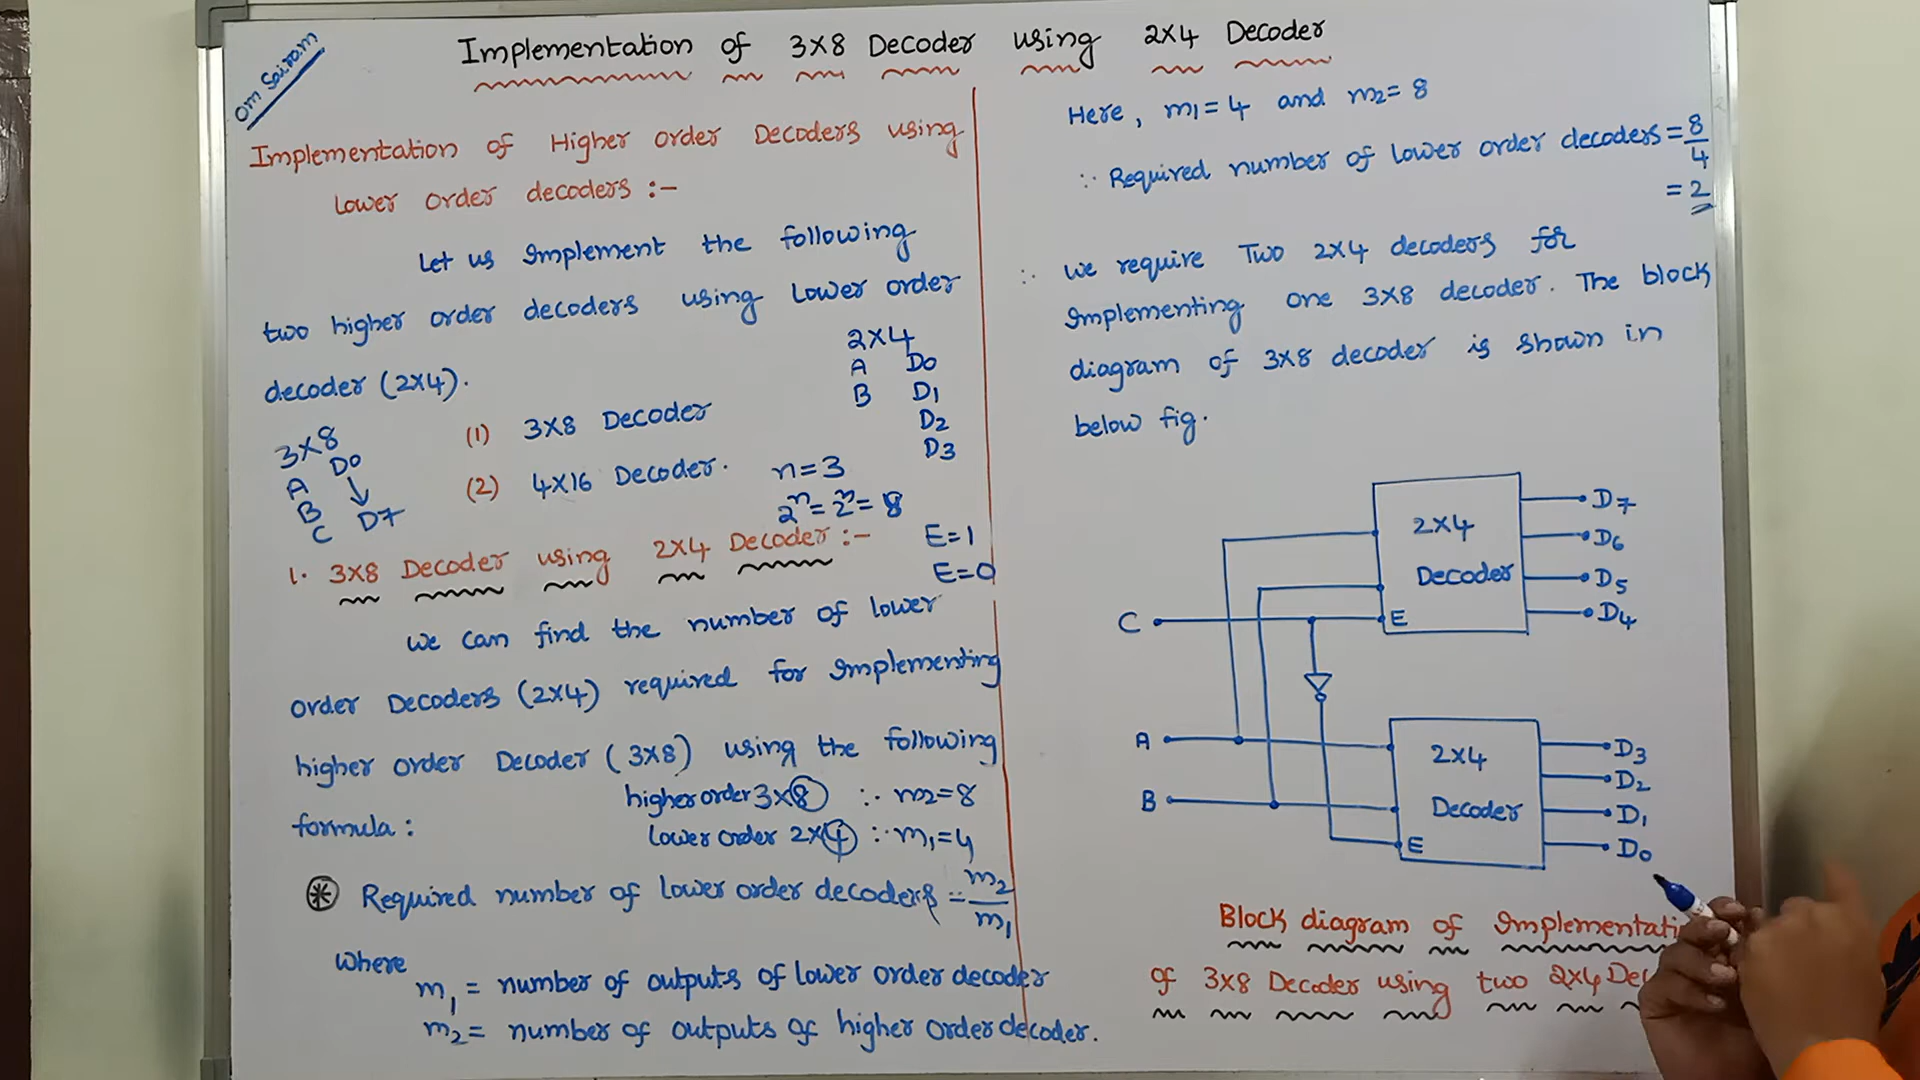 Om Sairam
Implementation of 3x8 Decoder using 2x4 Decoder
Implementation of Higher order Decoders using
Lower order decoders :-
Let us Implement the following
two higher order decoders using Lower order
decoder (2x4).
2x4
A D0
B D1
D2
D3
3x8
A D0
B
C D7
(1) 3x8 Decoder
(2) 4x16 Decoder.
n=3
2^n = 2^n = 8
E=1
E=0
1. 3x8 Decoder using 2x4 Decoder :-
We can find the number of lower
order Decoders (2x4) required for Implementing
higher order Decoder (3x8) using the following
formula :
higher order 3x8 ∴ m2=8
lower order 2x4 ∴ m1=4
* Required number of lower order decoders = m2/m1
Where
m1 = number of outputs of lower order decoder
m2 = number of outputs of higher order decoder.
Here, m1=4 and m2=8
∵ Required number of lower order decoders = 8/4
= 2
∴ We require Two 2x4 decoders for
Implementing one 3x8 decoder. The block
diagram of 3x8 decoder is shown in
below fig.
2x4
Decoder
E
D7
D6
D5
D4
C
A
B
2x4
Decoder
E
D3
D2
D1
D0
Block diagram of Implementati
of 3x8 Decoder using two 2x4 Dec